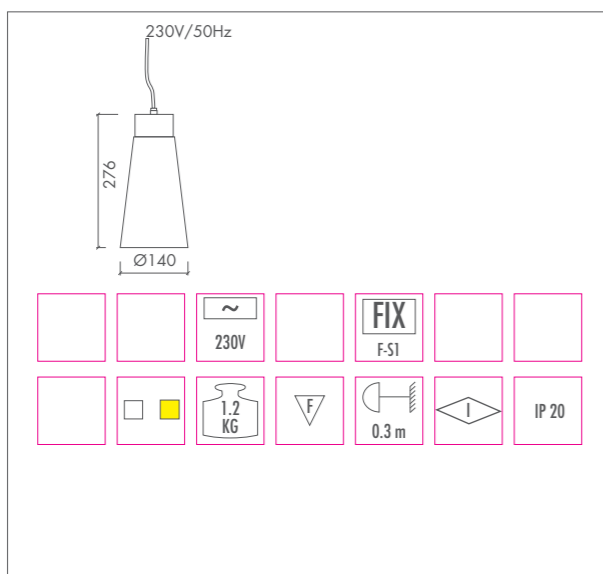 230V/50Hz
276
Ø140
~
230V
FIX
F-S1
1.2
KG
F
0.3 m
I
IP 20